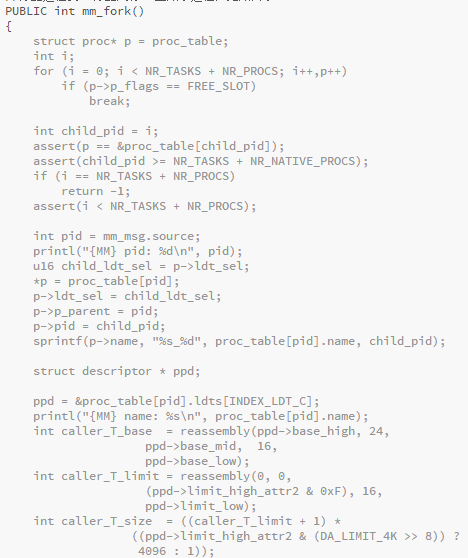 PUBLIC int mm_fork()
{
    struct proc* p = proc_table;
    int i;
    for (i = 0; i < NR_TASKS + NR_PROCS; i++,p++)
        if (p->p_flags == FREE_SLOT)
            break;

    int child_pid = i;
    assert(p == &proc_table[child_pid]);
    assert(child_pid >= NR_TASKS + NR_NATIVE_PROCS);
    if (i == NR_TASKS + NR_PROCS)
        return -1;
    assert(i < NR_TASKS + NR_PROCS);

    int pid = mm_msg.source;
    printl("{MM} pid: %d\n", pid);
    u16 child_ldt_sel = p->ldt_sel;
    *p = proc_table[pid];
    p->ldt_sel = child_ldt_sel;
    p->p_parent = pid;
    p->pid = child_pid;
    sprintf(p->name, "%s_%d", proc_table[pid].name, child_pid);

    struct descriptor * ppd;

    ppd = &proc_table[pid].ldts[INDEX_LDT_C];
    printl("{MM} name: %s\n", proc_table[pid].name);
    int caller_T_base  = reassembly(ppd->base_high, 24,
                    ppd->base_mid,  16,
                    ppd->base_low);
    int caller_T_limit = reassembly(0, 0,
                    (ppd->limit_high_attr2 & 0xF), 16,
                    ppd->limit_low);
    int caller_T_size  = ((caller_T_limit + 1) *
                  ((ppd->limit_high_attr2 & (DA_LIMIT_4K >> 8)) ?
                   4096 : 1));